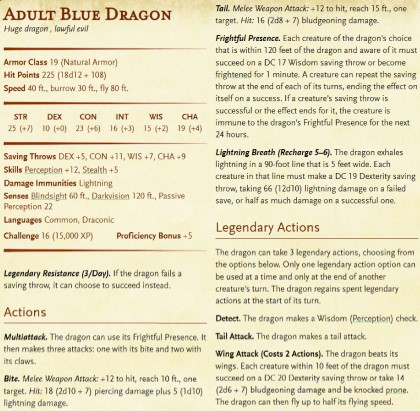 ADULT BLUE DRAGON
Huge dragon , lawful evil
Armor Class 19 (Natural Armor)
Hit Points 225 (18d12 + 108)
Speed 40 ft., burrow 30 ft., fly 80 ft.
STR DEX CON INT WIS CHA
25 (+7) 10 (+0) 23 (+6) 16 (+3) 15 (+2) 19 (+4)
Saving Throws DEX +5, CON +11, WIS +7, CHA +9
Skills Perception +12, Stealth +5
Damage Immunities Lightning
Senses Blindsight 60 ft., Darkvision 120 ft., Passive
Perception 22
Languages Common, Draconic
Challenge 16 (15,000 XP) Proficiency Bonus +5
Legendary Resistance (3/Day). If the dragon fails a
saving throw, it can choose to succeed instead.
Actions
Multiattack. The dragon can use its Frightful Presence. It
then makes three attacks: one with its bite and two with
its claws.
Bite. Melee Weapon Attack: +12 to hit, reach 10 ft., one
target. Hit: 18 (2d10 + 7) piercing damage plus 5 (1d10)
lightning damage.
Tail. Melee Weapon Attack: +12 to hit, reach 15 ft., one
target. Hit: 16 (2d8 + 7) bludgeoning damage.
Frightful Presence. Each creature of the dragon's choice
that is within 120 feet of the dragon and aware of it must
succeed on a DC 17 Wisdom saving throw or become
frightened for 1 minute. A creature can repeat the saving
throw at the end of each of its turns, ending the effect on
itself on a success. If a creature's saving throw is
successful or the effect ends for it, the creature is
immune to the dragon's Frightful Presence for the next
24 hours.
Lightning Breath (Recharge 5–6). The dragon exhales
lightning in a 90-foot line that is 5 feet wide. Each
creature in that line must make a DC 19 Dexterity saving
throw, taking 66 (12d10) lightning damage on a failed
save, or half as much damage on a successful one.
Legendary Actions
The dragon can take 3 legendary actions, choosing from
the options below. Only one legendary action option can
be used at a time and only at the end of another
creature's turn. The dragon regains spent legendary
actions at the start of its turn.
Detect. The dragon makes a Wisdom (Perception) check.
Tail Attack. The dragon makes a tail attack.
Wing Attack (Costs 2 Actions). The dragon beats its
wings. Each creature within 10 feet of the dragon must
succeed on a DC 20 Dexterity saving throw or take 14
(2d6 + 7) bludgeoning damage and be knocked prone.
The dragon can then fly up to half its flying speed.